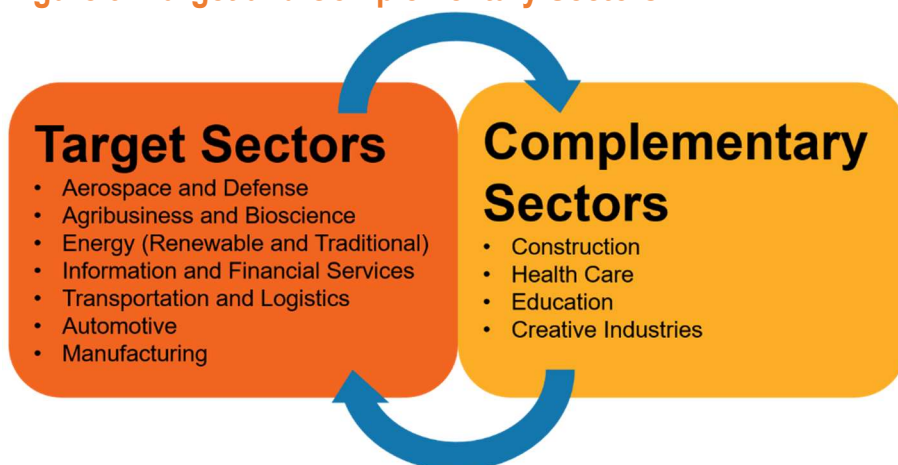 Target Sectors
• Aerospace and Defense
• Agribusiness and Bioscience
• Energy (Renewable and Traditional)
• Information and Financial Services
• Transportation and Logistics
• Automotive
• Manufacturing
Complementary
Sectors
• Construction
• Health Care
• Education
• Creative Industries